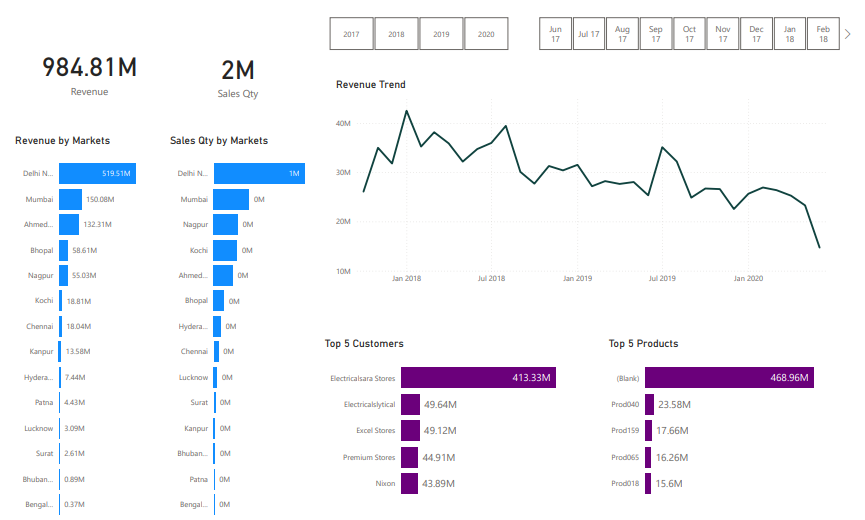 2017
2018
2019
2020
Jun 17
Jul 17
Aug 17
Sep 17
Oct 17
Nov 17
Dec 17
Jan 18
Feb 18
984.81M
Revenue
2M
Sales Qty
Revenue Trend
40M
30M
20M
10M
Jan 2018
Jul 2018
Jan 2019
Jul 2019
Jan 2020
Revenue by Markets
Delhi N... 519.51M
Mumbai 150.08M
Ahmed... 132.31M
Bhopal 58.61M
Nagpur 55.03M
Kochi 18.81M
Chennai 18.04M
Kanpur 13.58M
Hydera... 7.44M
Patna 4.43M
Lucknow 3.09M
Surat 2.61M
Bhuban... 0.89M
Bengal... 0.37M
Sales Qty by Markets
Delhi N... 1M
Mumbai 0M
Nagpur 0M
Kochi 0M
Ahmed... 0M
Bhopal 0M
Hydera... 0M
Chennai 0M
Lucknow 0M
Surat 0M
Kanpur 0M
Bhuban... 0M
Patna 0M
Bengal... 0M
Top 5 Customers
Electricalsara Stores 413.33M
Electricalslytical 49.64M
Excel Stores 49.12M
Premium Stores 44.91M
Nixon 43.89M
Top 5 Products
(Blank) 468.96M
Prod040 23.58M
Prod159 17.66M
Prod065 16.26M
Prod018 15.6M